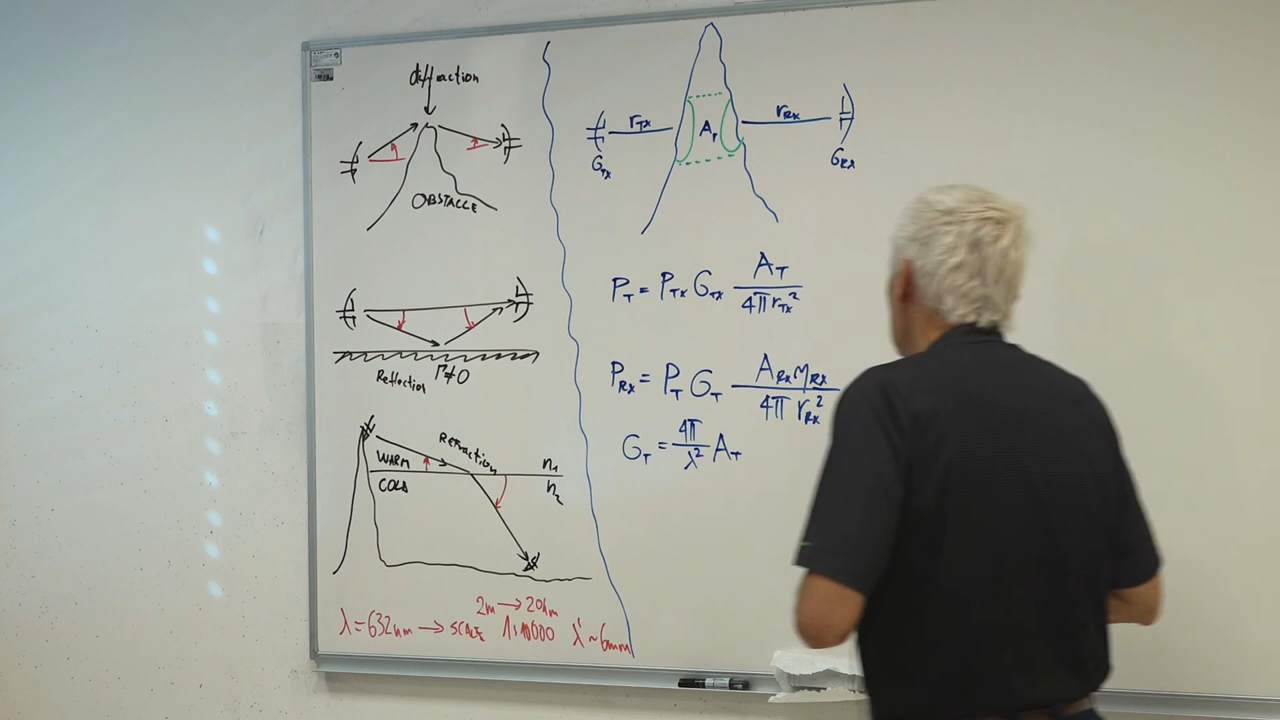 diffraction
OBSTACLE
Reflection Γ≠0
REFRACTION
WARM
COLD
n₁
n₂
2m → 20km
λ=632nm → SCALE 1:10000 λ' ~ 6mm
r_TX
r_RX
A_T
G_TX
G_RX
P_T = P_TX G_TX A_T / 4π r_TX²
P_RX = P_T G_T A_RX η_RX / 4π r_RX²
G_T = 4π / λ² A_T